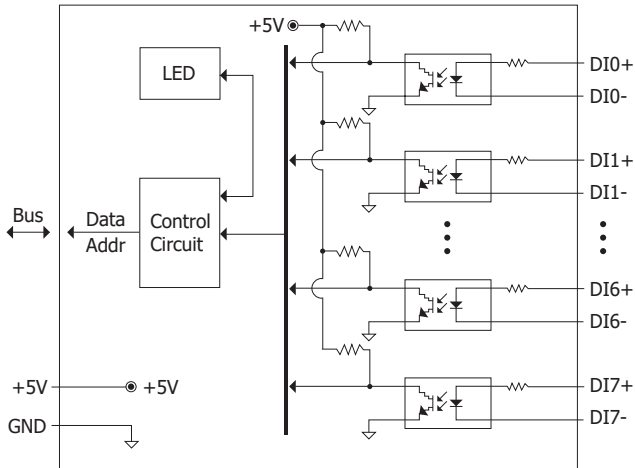 +5V
LED
DI0+
DI0-
DI1+
DI1-
Bus
Data
Addr
Control
Circuit
DI6+
DI6-
+5V
+5V
DI7+
DI7-
GND